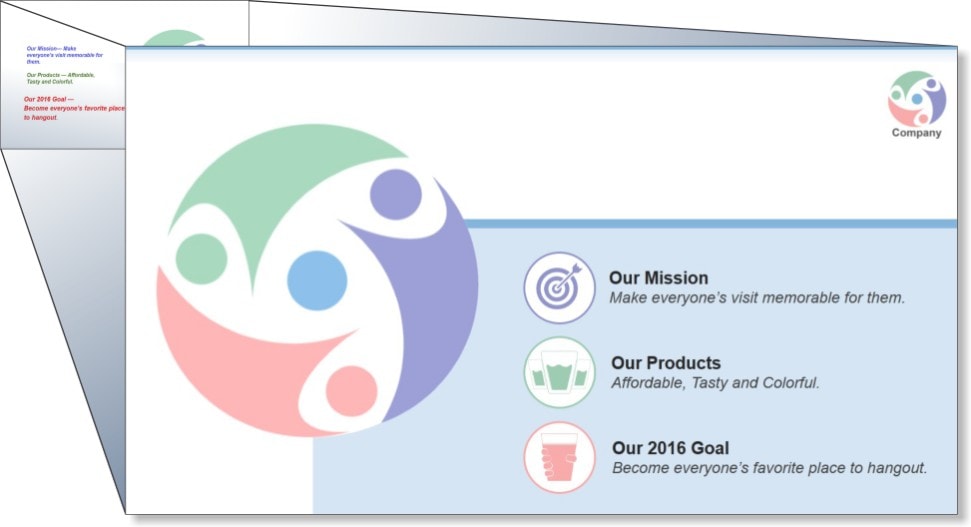 Our Mission— Make
everyone's visit memorable for
them.
Our Products — Affordable,
Tasty and Colorful.
Our 2016 Goal —
Become everyone's favorite place
to hangout
Company
Our Mission
Make everyone's visit memorable for them.
Our Products
Affordable, Tasty and Colorful.
Our 2016 Goal
Become everyone's favorite place to hangout.